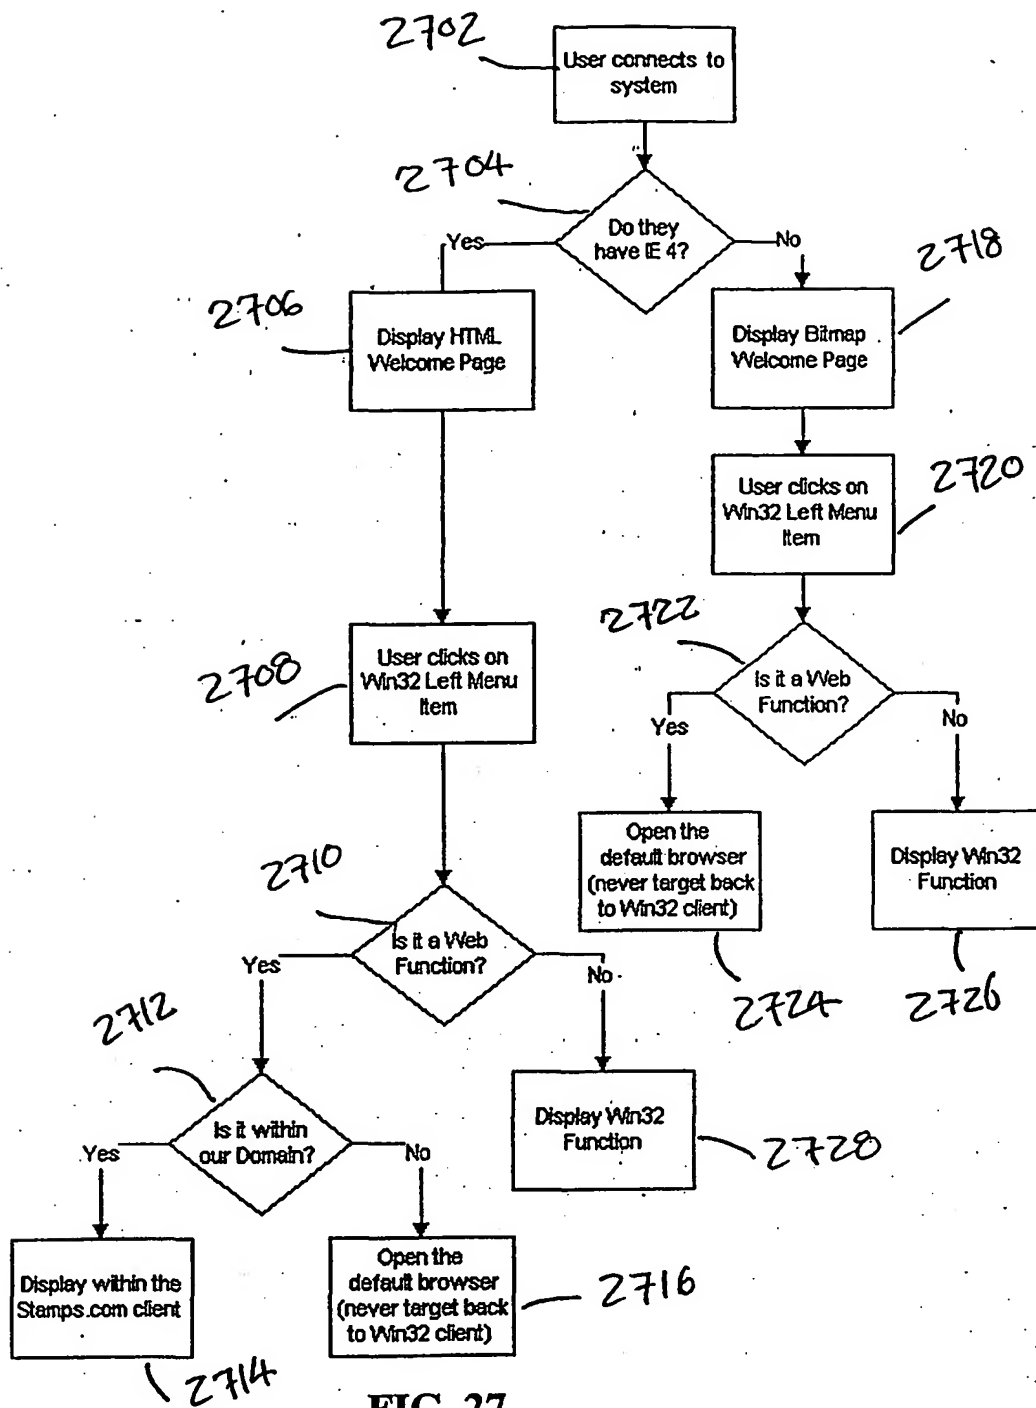 2702
User connects to
system
2704
Do they
have IE 4?
Yes
No
2718
2706
Display HTML
Welcome Page
Display Bitmap
Welcome Page
2720
User clicks on
Win32 Left Menu
Item
2722
2708
User clicks on
Win32 Left Menu
Item
Is it a Web
Function?
Yes
No
2710
Open the
default browser
(never target back
to Win32 client)
Display Win32
Function
Is it a Web
Function?
Yes
No
2724
2726
2712
Is it within
our Domain?
Display Win32
Function
2728
Yes
No
Display within the
Stamps.com client
Open the
default browser
(never target back
to Win32 client)
2716
2714
FIG. 27